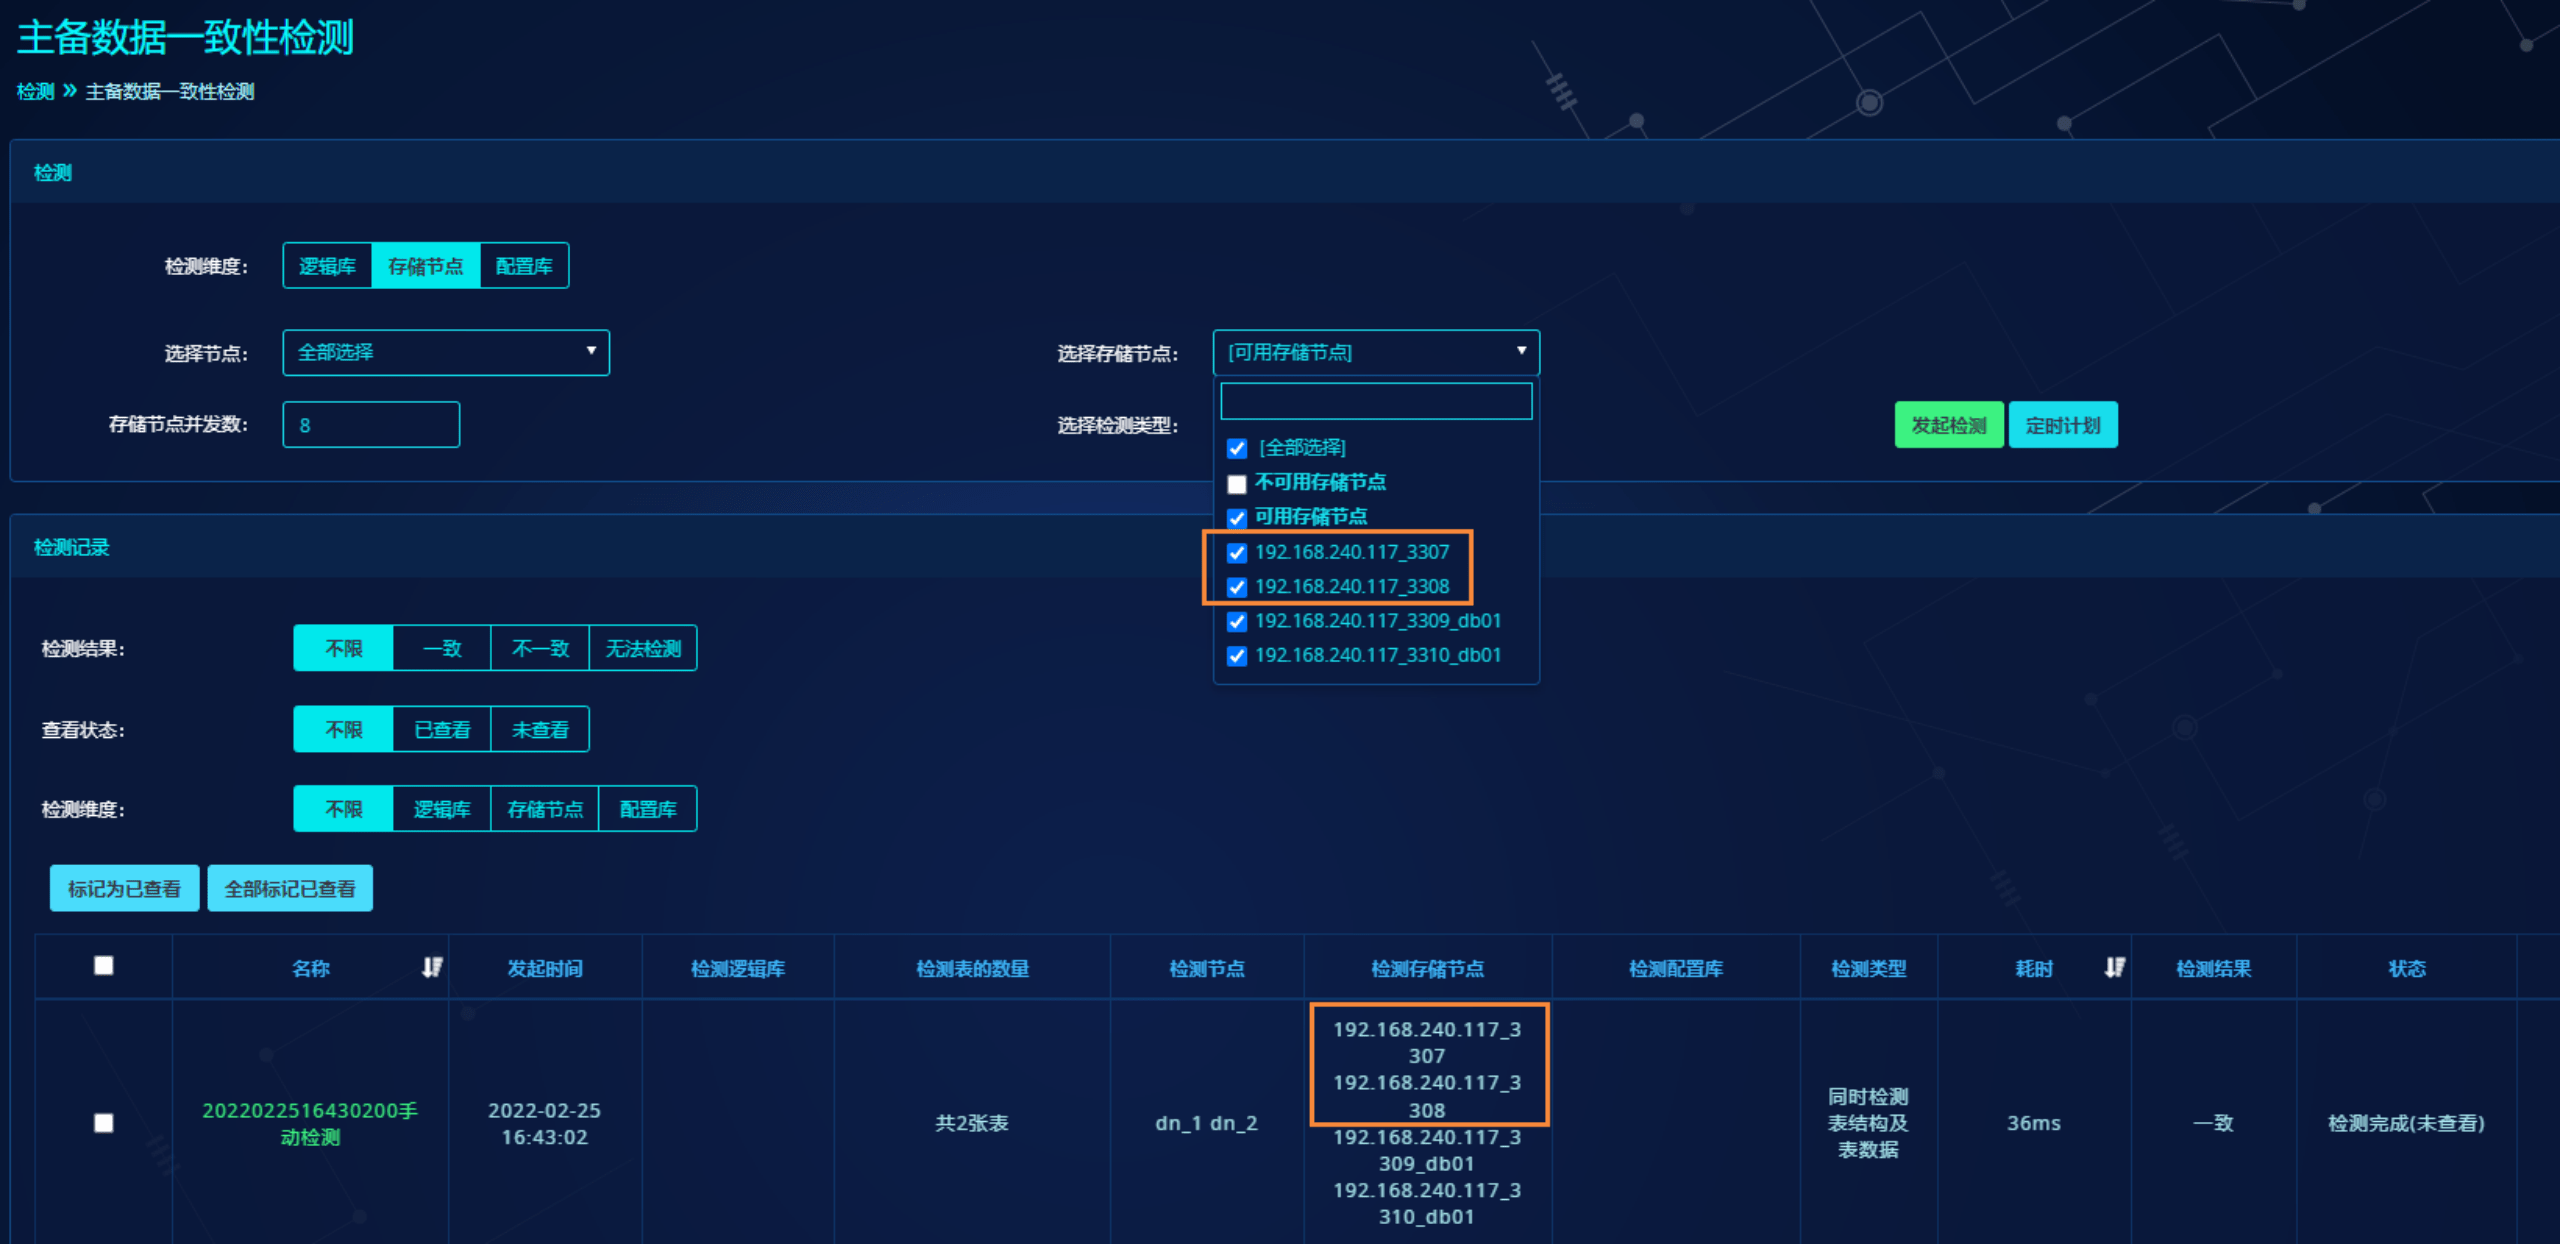 主备数据一致性检测
检测 » 主备数据一致性检测
检测
检测维度: 逻辑库 存储节点 配置库
选择节点: 全部选择 选择存储节点: [可用存储节点]
存储节点并发数: 8 选择检测类型: 发起检测 定时计划
[全部选择]
不可用存储节点
可用存储节点
192.168.240.117_3307
192.168.240.117_3308
192.168.240.117_3309_db01
192.168.240.117_3310_db01
检测记录
检测结果: 不限 一致 不一致 无法检测
查看状态: 不限 已查看 未查看
检测维度: 不限 逻辑库 存储节点 配置库
标记为已查看 全部标记已查看
名称 发起时间 检测逻辑库 检测表的数量 检测节点 检测存储节点 检测配置库 检测类型 耗时 检测结果 状态
2022022516430200手
动检测
2022-02-25
16:43:02
共2张表
dn_1 dn_2
192.168.240.117_3
307
192.168.240.117_3
308
192.168.240.117_3
309_db01
192.168.240.117_3
310_db01
同时检测
表结构及
表数据
36ms
一致
检测完成(未查看)